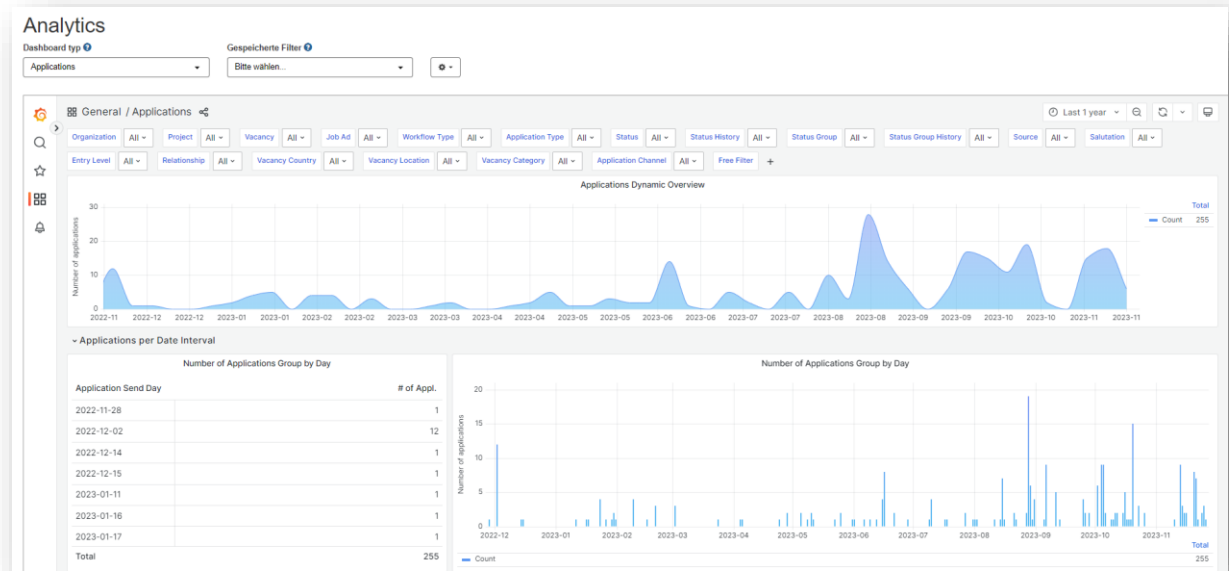 Analytics
Dashboard typ Gespeicherte Filter
Applications Bitte wählen...
General / Applications Last 1 year
Organization All Project All Vacancy All Job Ad All Workflow Type All Application Type All Status All Status History All Status Group All Status Group History All Source All Salutation All
Entry Level All Relationship All Vacancy Country All Vacancy Location All Vacancy Category All Application Channel All Free Filter +
Applications Dynamic Overview
Number of applications
30
20
10
0
2022-11 2022-12 2022-12 2023-01 2023-01 2023-02 2023-02 2023-03 2023-03 2023-04 2023-04 2023-05 2023-05 2023-06 2023-06 2023-07 2023-07 2023-08 2023-08 2023-09 2023-09 2023-10 2023-10 2023-11 2023-11
Total
Count 255
Applications per Date Interval
Number of Applications Group by Day
Application Send Day # of Appl.
2022-11-28 1
2022-12-02 12
2022-12-14 1
2022-12-15 1
2023-01-11 1
2023-01-16 1
2023-01-17 1
Total 255
Number of Applications Group by Day
Number of applications
20
15
10
5
0
2022-12 2023-01 2023-02 2023-03 2023-04 2023-05 2023-06 2023-07 2023-08 2023-09 2023-10 2023-11
Total
Count 255